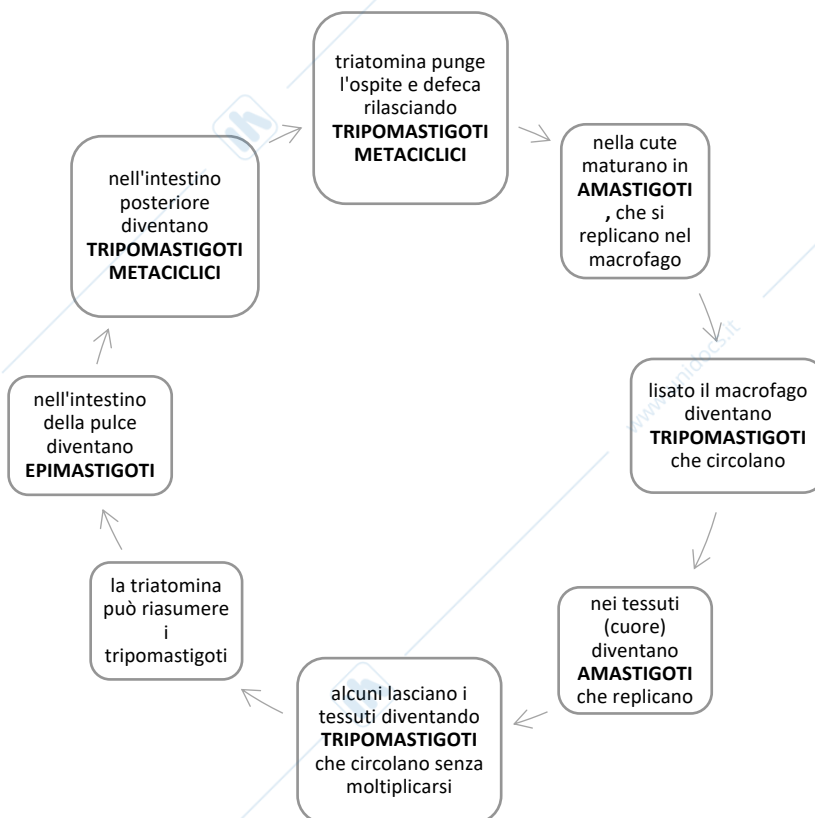 triatomina punge
l'ospite e defeca
rilasciando
TRIPOMASTIGOTI
METACICLICI
nella cute
maturano in
AMASTIGOTI
, che si
replicano nel
macrofago
lisato il macrofago
diventano
TRIPOMASTIGOTI
che circolano
nei tessuti
(cuore)
diventano
AMASTIGOTI
che replicano
alcuni lasciano i
tessuti diventando
TRIPOMASTIGOTI
che circolano senza
moltiplicarsi
la triatomina
può riasumere
i
tripomastigoti
nell'intestino
della pulce
diventano
EPIMASTIGOTI
nell'intestino
posteriore
diventano
TRIPOMASTIGOTI
METACICLICI
www.unidocs.it